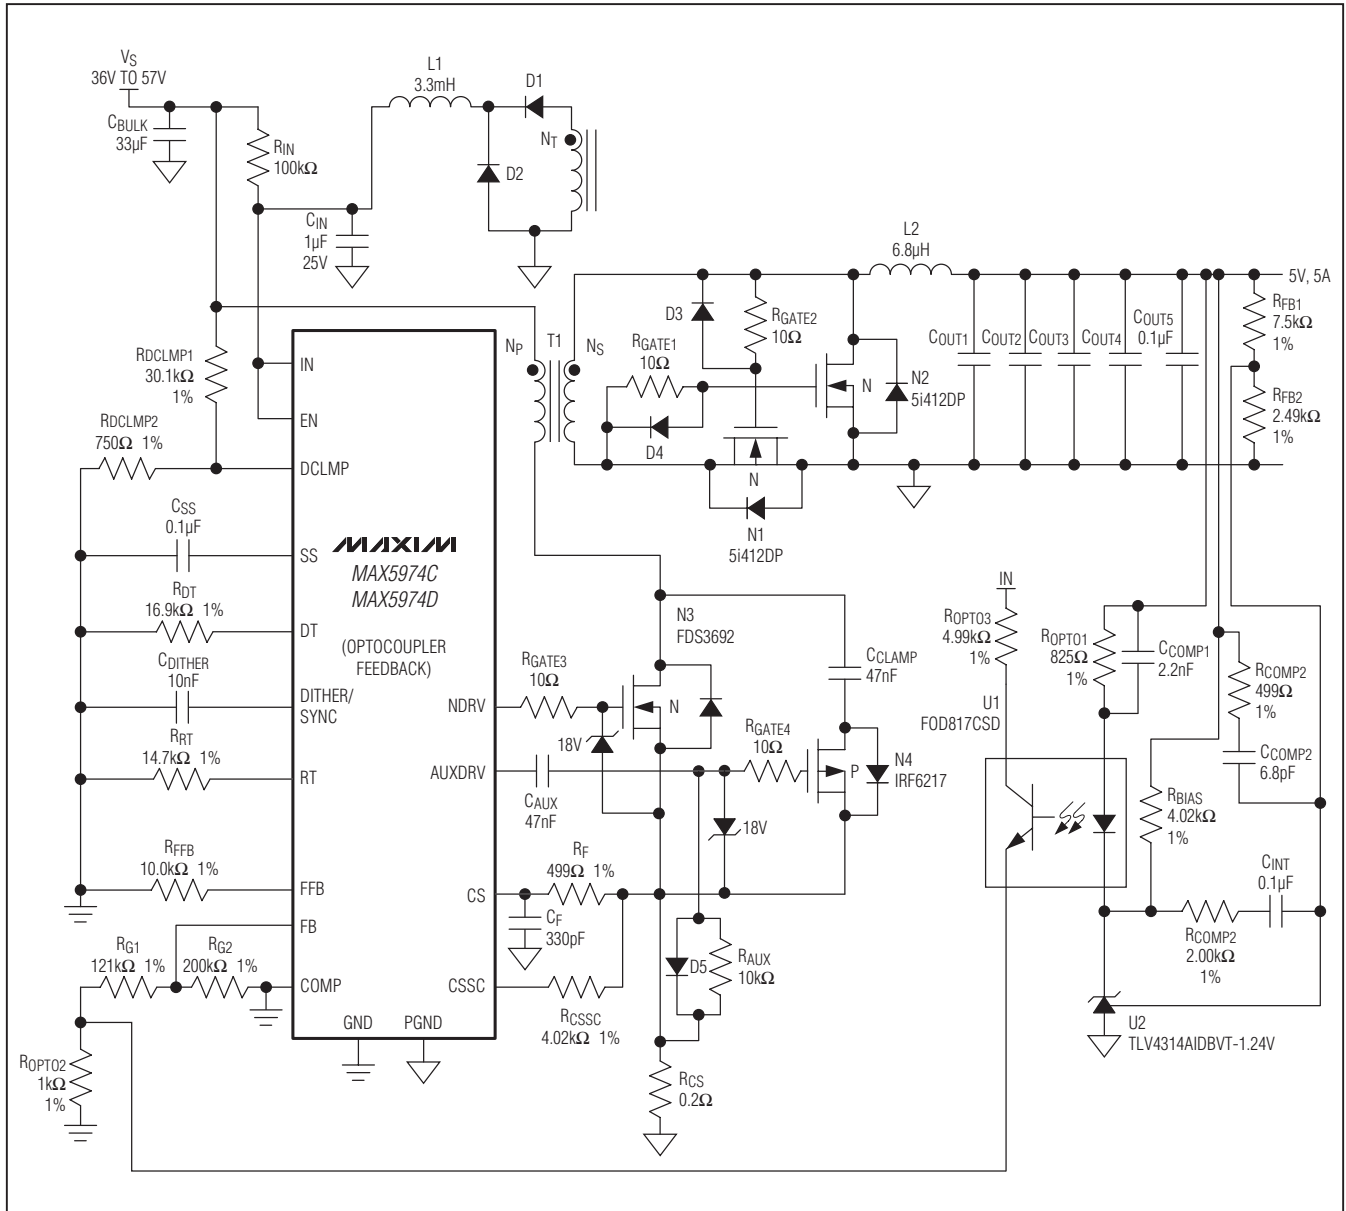 VS
36V TO 57V
CBULK
33µF
RIN
100kΩ
L1
3.3mH
D1
NT
D2
CIN
1µF
25V
L2
6.8µH
5V, 5A
D3
RGATE2
10Ω
RGATE1
10Ω
NP
T1
NS
D4
N
N2
5i412DP
N
N1
5i412DP
COUT1
COUT2
COUT3
COUT4
COUT5
0.1µF
RFB1
7.5kΩ
1%
RFB2
2.49kΩ
1%
RDCLMP1
30.1kΩ
1%
RDCLMP2
750Ω 1%
CSS
0.1µF
RDT
16.9kΩ 1%
CDITHER
10nF
RRT
14.7kΩ 1%
RFFB
10.0kΩ 1%
RG1
121kΩ 1%
RG2
200kΩ 1%
ROPTO2
1kΩ
1%
IN
EN
DCLMP
SS
DT
DITHER/
SYNC
RT
FFB
FB
COMP
GND
PGND
MAXIM
MAX5974C
MAX5974D
(OPTOCOUPLER
FEEDBACK)
NDRV
AUXDRV
CS
CSSC
RGATE3
10Ω
18V
N3
FDS3692
N
CAUX
47nF
RGATE4
10Ω
CCLAMP
47nF
P
N4
IRF6217
18V
RF
499Ω 1%
CF
330pF
RCSSC
4.02kΩ 1%
D5
RAUX
10kΩ
RCS
0.2Ω
IN
ROPTO3
4.99kΩ
1%
U1
FOD817CSD
ROPTO1
825Ω
1%
CCOMP1
2.2nF
RCOMP2
499Ω
1%
CCOMP2
6.8pF
RBIAS
4.02kΩ
1%
CINT
0.1µF
RCOMP2
2.00kΩ
1%
U2
TLV4314AIDBVT-1.24V